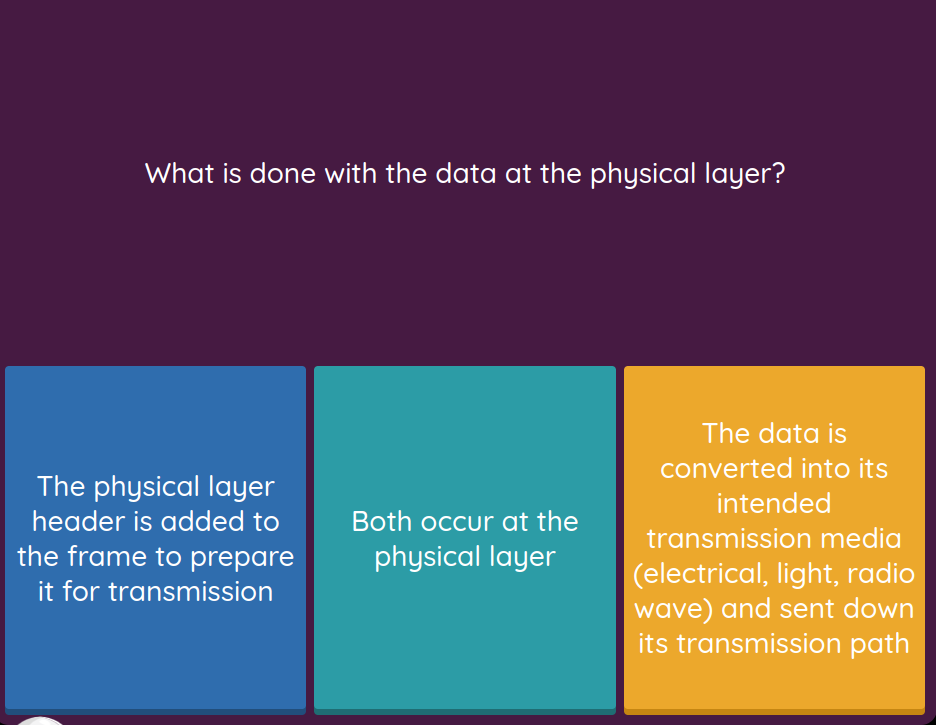 What is done with the data at the physical layer?
The physical layer
header is added to
the frame to prepare
it for transmission
Both occur at the
physical layer
The data is
converted into its
intended
transmission media
(electrical, light, radio
wave) and sent down
its transmission path